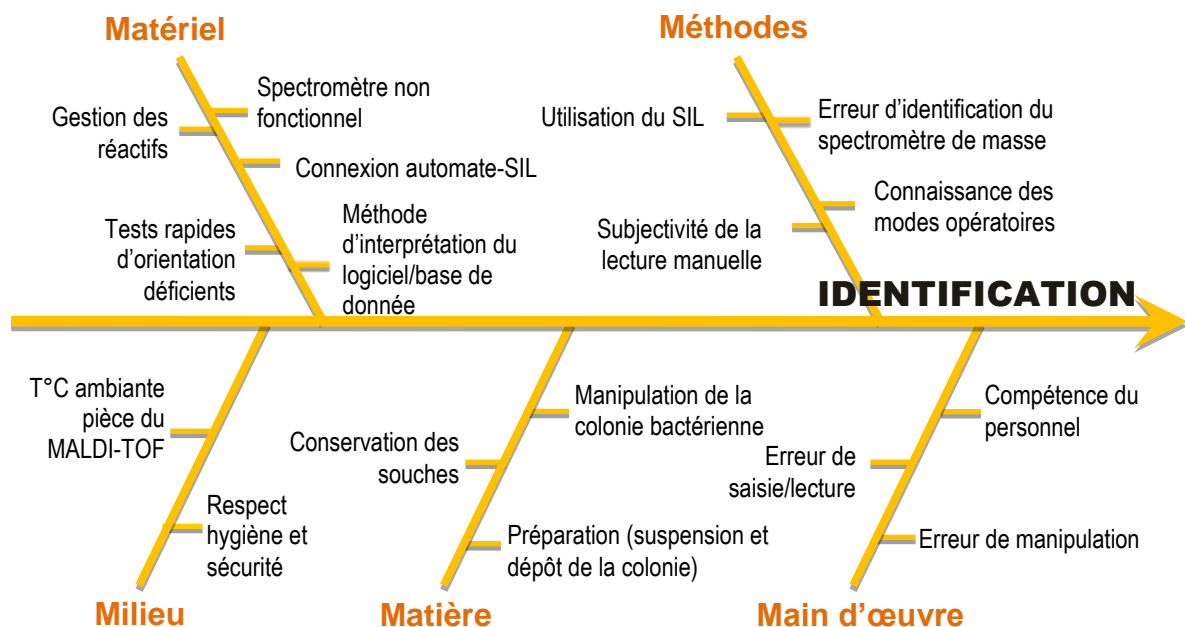 Matériel
Méthodes
Spectromètre non
fonctionnel
Gestion des
réactifs
Connexion automate-SIL
Tests rapides
d'orientation
déficients
Méthode
d'interprétation du
logiciel/base de
donnée
Utilisation du SIL
Erreur d'identification du
spectromètre de masse
Connaissance des
modes opératoires
Subjectivité de la
lecture manuelle
IDENTIFICATION
T°C ambiante
pièce du
MALDI-TOF
Respect
hygiène et
sécurité
Manipulation de la
colonie bactérienne
Conservation des
souches
Préparation (suspension et
dépôt de la colonie)
Compétence du
personnel
Erreur de
saisie/lecture
Erreur de manipulation
Milieu
Matière
Main d'œuvre